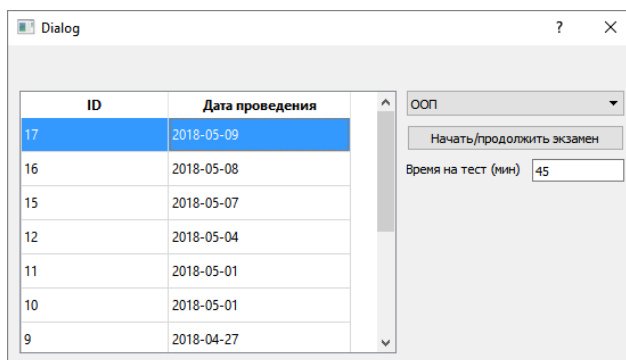 Dialog ?
ID Дата проведения
17 2018-05-09
16 2018-05-08
15 2018-05-07
12 2018-05-04
11 2018-05-01
10 2018-05-01
9 2018-04-27
ООП
Начать/продолжить экзамен
Время на тест (мин) 45